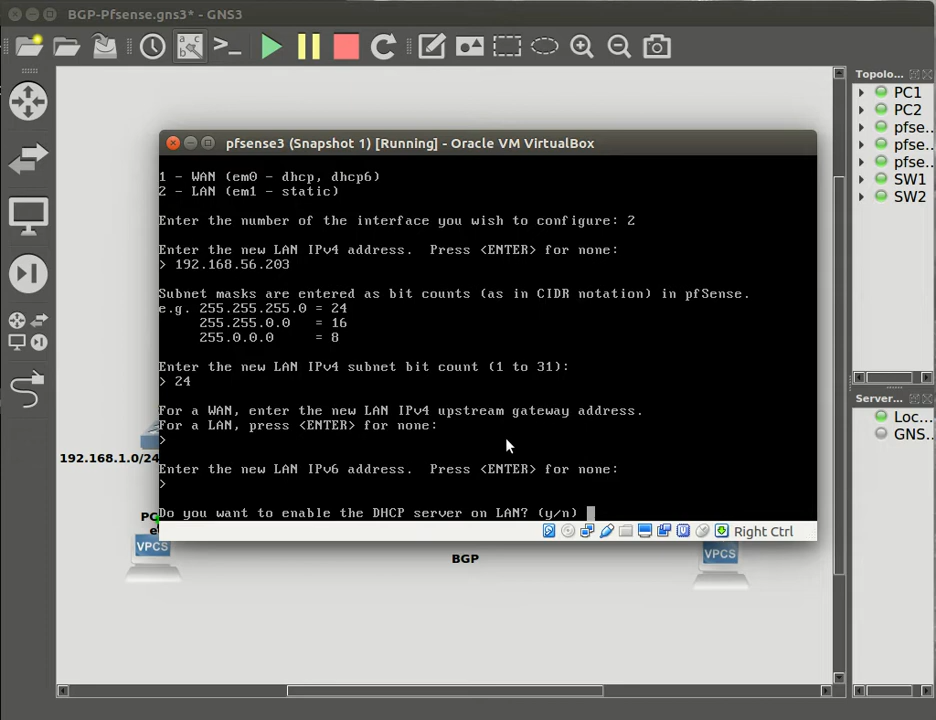 BGP-Pfsense.gns3* - GNS3
Topolo...
PC1
PC2
pfse...
pfse...
pfse...
SW1
SW2
pfsense3 (Snapshot 1) [Running] - Oracle VM VirtualBox
1 - WAN (em0 - dhcp, dhcp6)
2 - LAN (em1 - static)
Enter the number of the interface you wish to configure: 2
Enter the new LAN IPv4 address.  Press <ENTER> for none:
> 192.168.56.203
Subnet masks are entered as bit counts (as in CIDR notation) in pfSense.
e.g. 255.255.255.0 = 24
255.255.0.0   = 16
255.0.0.0     = 8
Enter the new LAN IPv4 subnet bit count (1 to 31):
> 24
For a WAN, enter the new LAN IPv4 upstream gateway address.
For a LAN, press <ENTER> for none:
>
Enter the new LAN IPv6 address.  Press <ENTER> for none:
>
Do you want to enable the DHCP server on LAN? (y/n)
Right Ctrl
Server...
Loc...
GNS...
192.168.1.0/24
PC
e
VPCS
BGP
VPCS